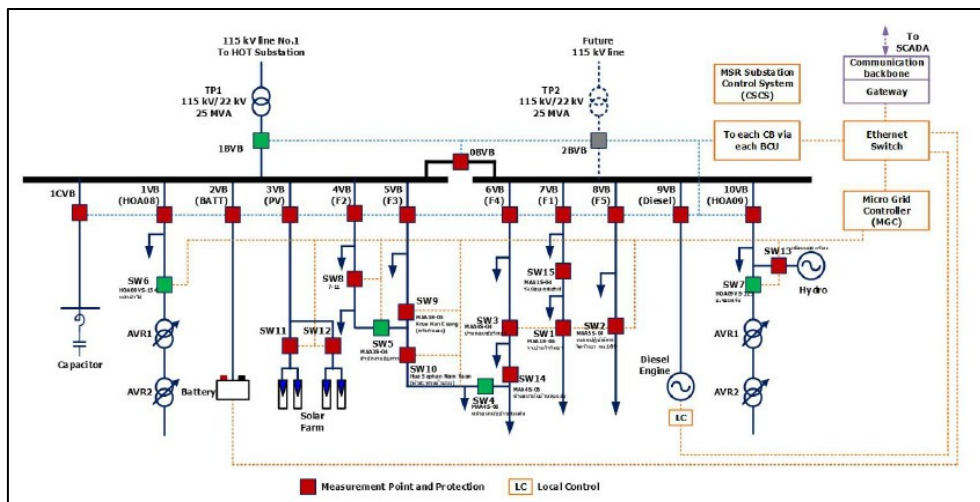 115 kV line No.1
To HOT Substation
Future
115 kV line
To
SCADA
Communication
backbone
Gateway
MSR Substation
Control System
(CSCS)
TP1
115 kV/22 kV
25 MVA
TP2
115 kV/22 kV
25 MVA
1BVB
0BVB
2BVB
To each CB via
each BCU
Ethernet
Switch
1CVB
1VB
(HOA08)
2VB
(BATT)
3VB
(PV)
4VB
(F2)
5VB
(F3)
6VB
(F4)
7VB
(F1)
8VB
(F5)
9VB
(Diesel)
10VB
(HOA09)
Micro Grid
Controller
(MGC)
SW6
SW8
7-11
SW15
SW13
SW7
Hydro
SW9
SW11
SW12
SW5
SW3
SW1
SW2
SW10
SW14
SW4
AVR1
AVR2
Capacitor
Battery
Solar
Farm
Diesel
Engine
LC
AVR1
AVR2
Measurement Point and Protection
LC
Local Control